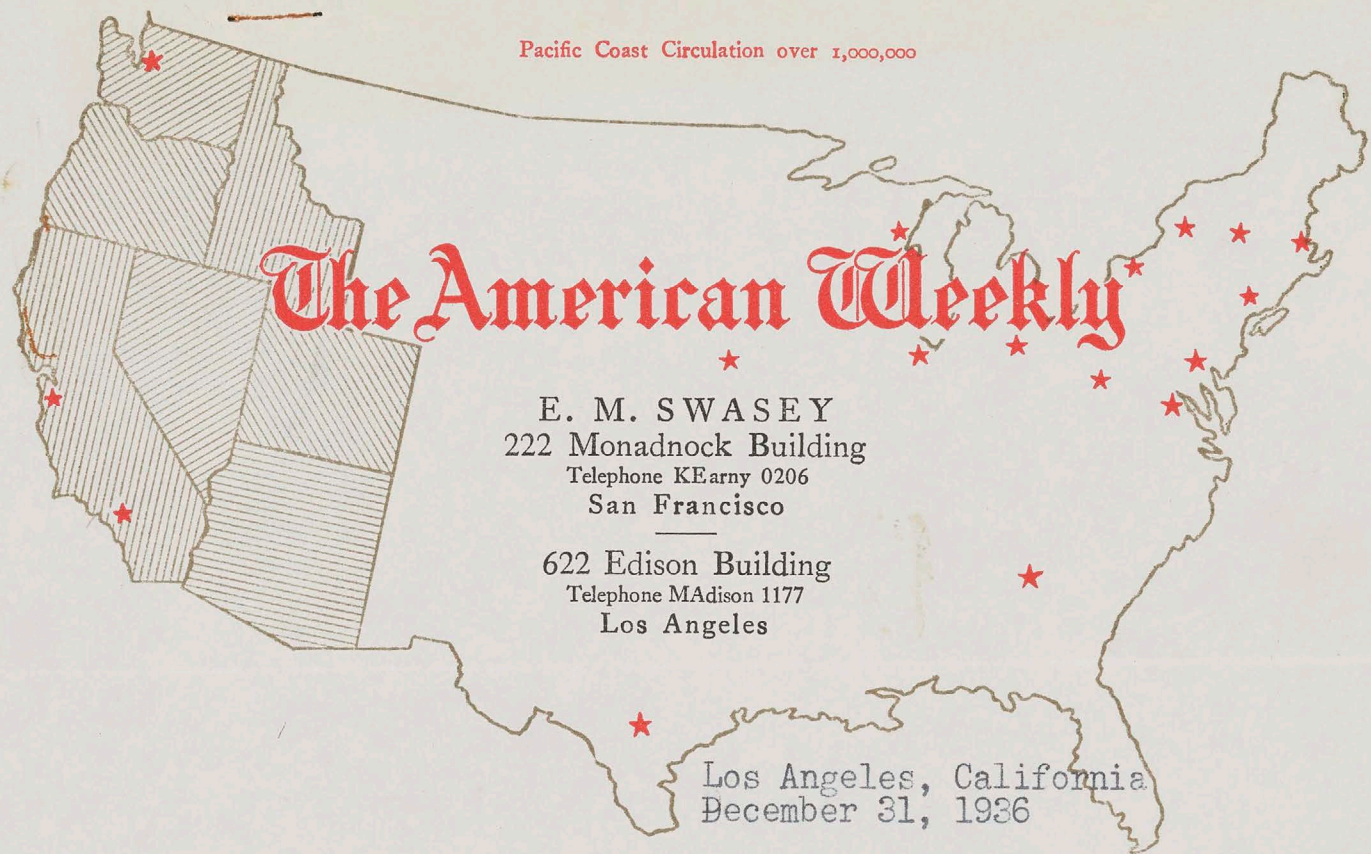 Pacific Coast Circulation over 1,000,000
The American Weekly
E. M. SWASEY
222 Monadnock Building
Telephone KEarny 0206
San Francisco
622 Edison Building
Telephone MAdison 1177
Los Angeles
Los Angeles, California
December 31, 1936